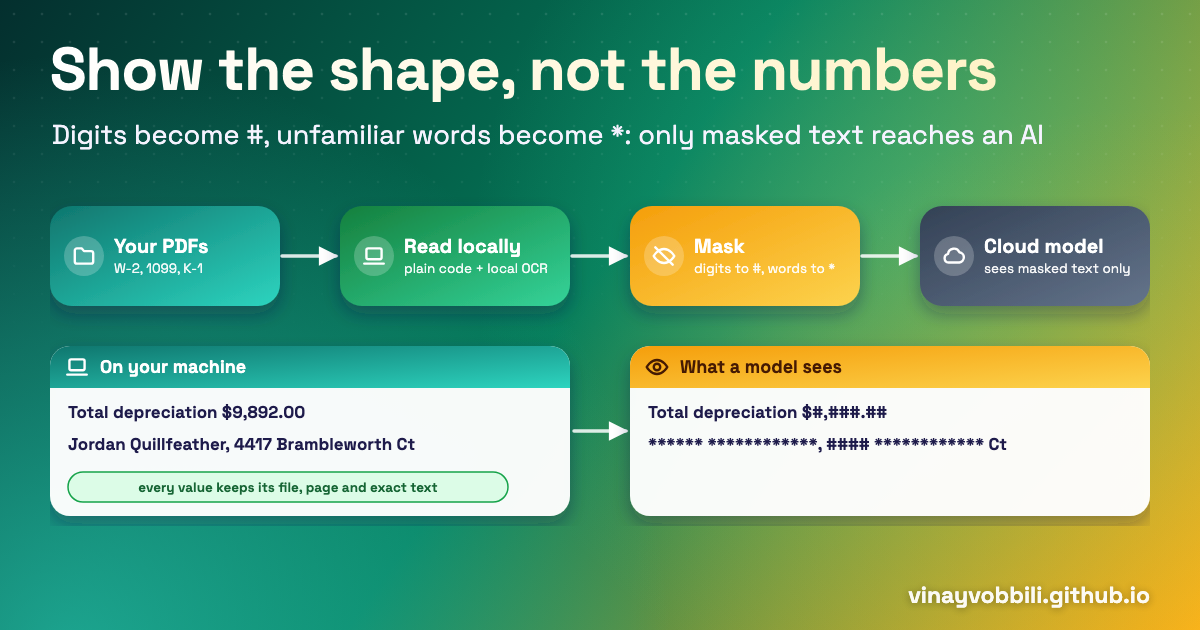 Show the shape, not the numbers
Digits become #, unfamiliar words become *: only masked text reaches an AI
Your PDFs
W-2, 1099, K-1
Read locally
plain code + local OCR
Mask
digits to #, words to *
Cloud model
sees masked text only
On your machine
Total depreciation $9,892.00
Jordan Quillfeather, 4417 Brambleworth Ct
every value keeps its file, page and exact text
What a model sees
Total depreciation $#,###.##
****** ************, #### ************ Ct
vinayvobbili.github.io